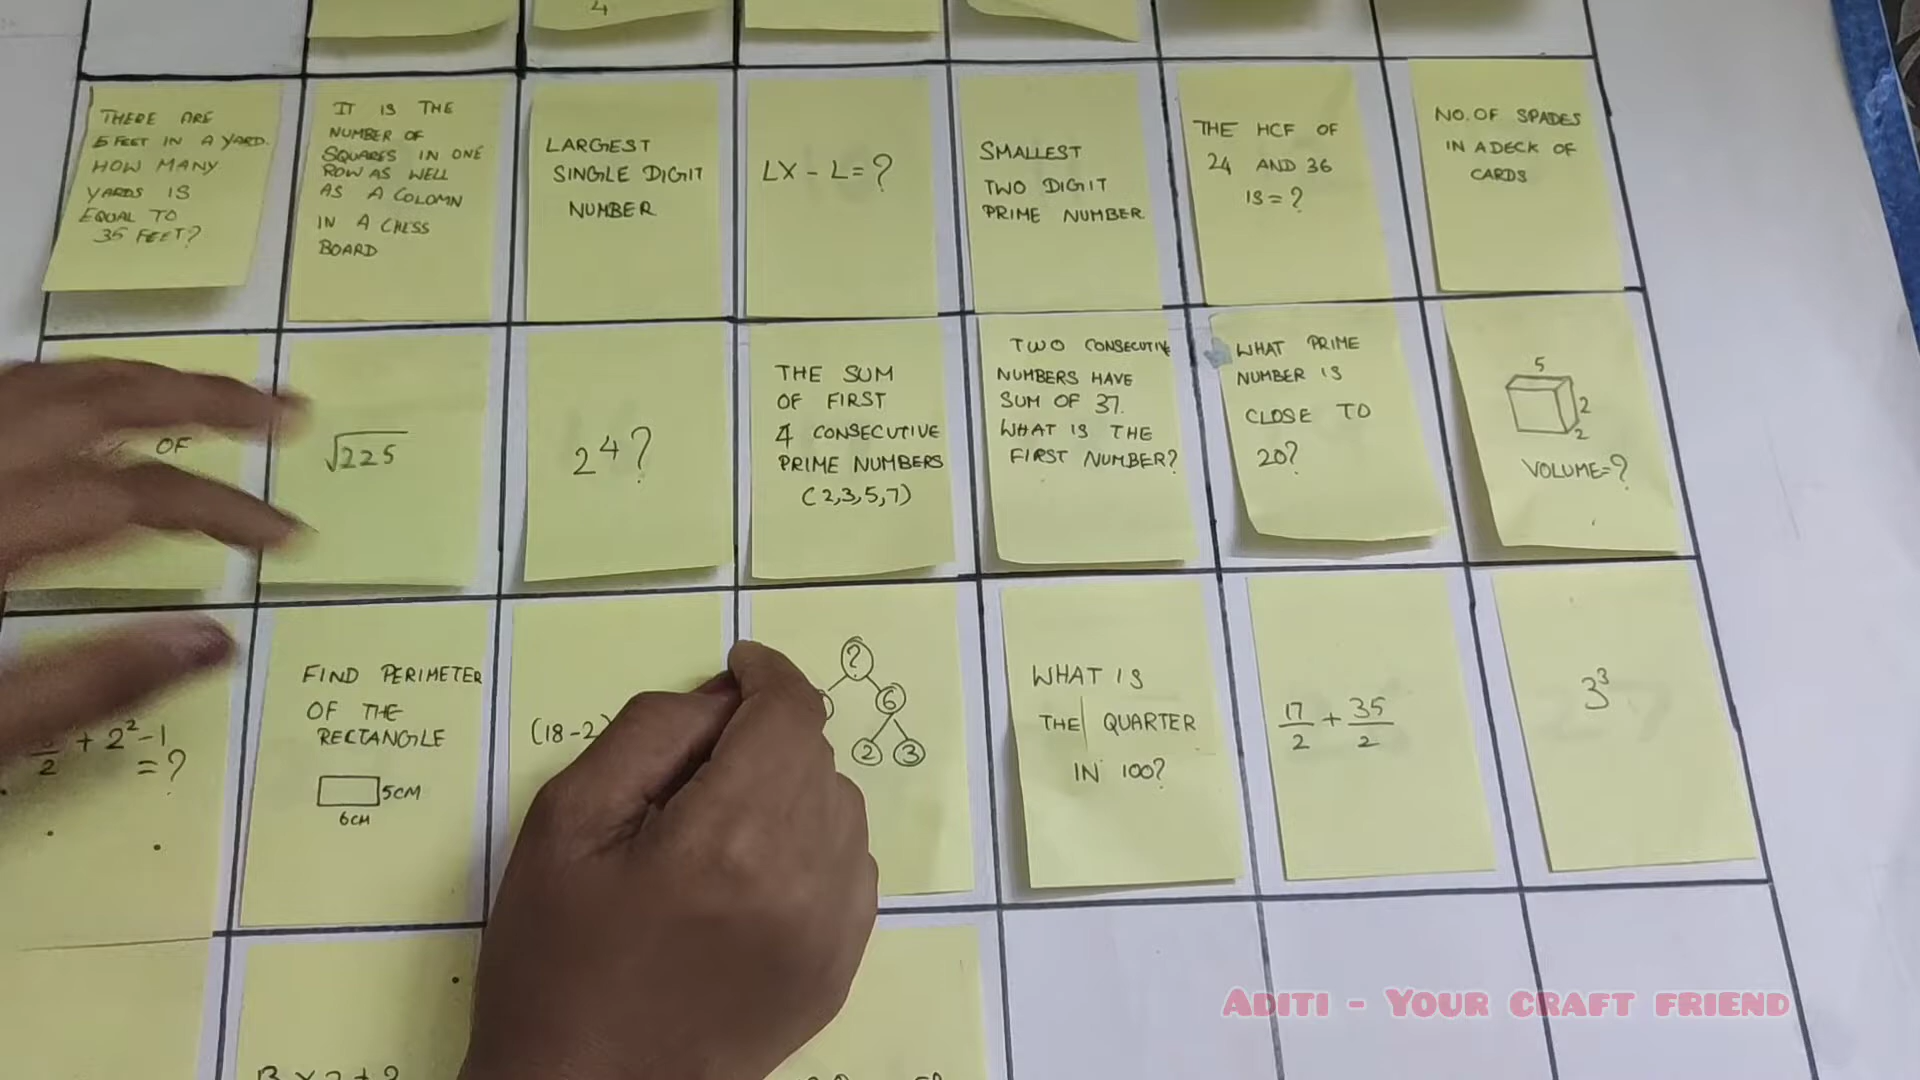 4
THERE ARE
5 FEET IN A YARD.
HOW MANY
YARDS IS
EQUAL TO
35 FEET?
IT IS THE
NUMBER OF
SQUARES IN ONE
ROW AS WELL
AS A COLOMN
IN A CHESS
BOARD
LARGEST
SINGLE DIGIT
NUMBER
LX - L = ?
SMALLEST
TWO DIGIT
PRIME NUMBER
THE HCF OF
24 AND 36
IS = ?
NO. OF SPADES
IN A DECK OF
CARDS
OF
√225
2⁴?
THE SUM
OF FIRST
4 CONSECUTIVE
PRIME NUMBERS
(2,3,5,7)
TWO CONSECUTIVE
NUMBERS HAVE
SUM OF 37.
WHAT IS THE
FIRST NUMBER?
WHAT PRIME
NUMBER IS
CLOSE TO
20?
5
2
2
VOLUME=?
/2 + 2²-1
=?
FIND PERIMETER
OF THE
RECTANGLE
5CM
6CM
(18-2)
?
6
2 3
WHAT IS
THE QUARTER
IN 100?
17/2 + 35/2
3³
ADITI - YOUR CRAFT FRIEND